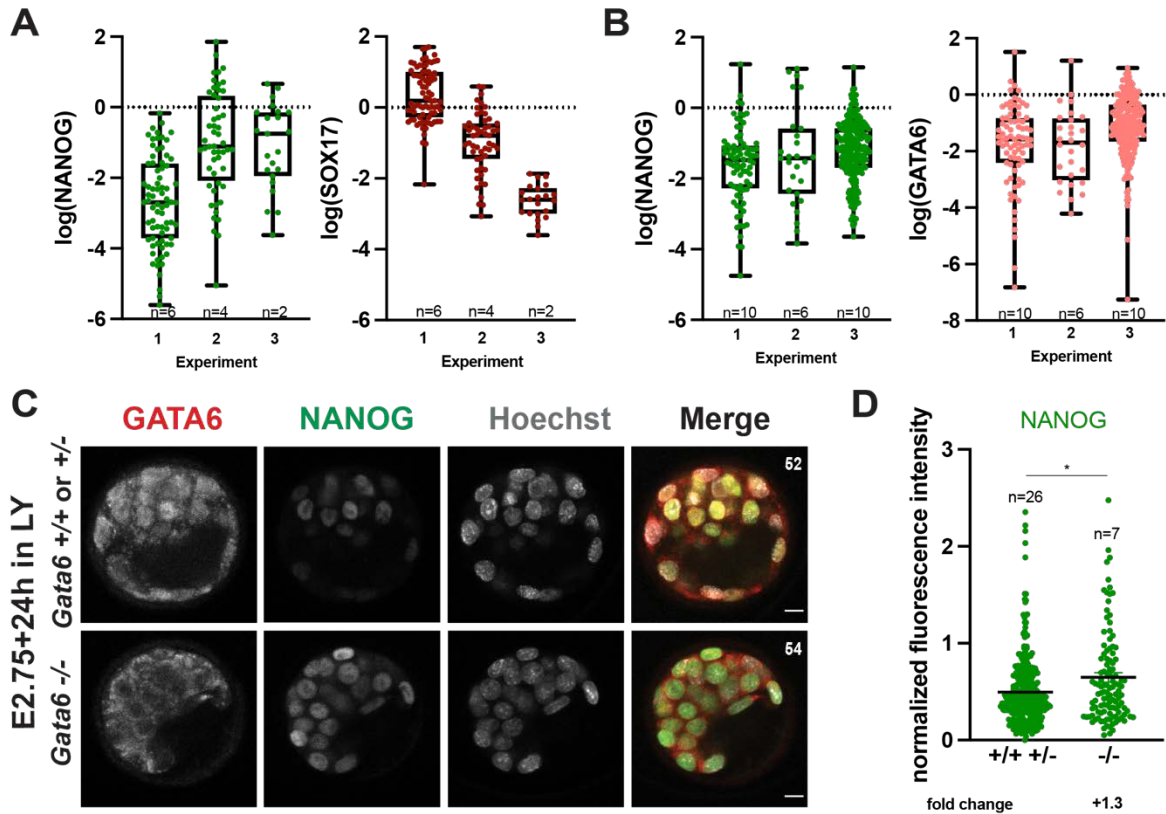 A
log(NANOG)
2
0
-2
-4
-6
n=6 n=4 n=2
1 2 3
Experiment
log(SOX17)
2
0
-2
-4
-6
n=6 n=4 n=2
1 2 3
Experiment
B
log(NANOG)
2
0
-2
-4
-6
n=10 n=6 n=10
1 2 3
Experiment
log(GATA6)
2
0
-2
-4
-6
-8
n=10 n=6 n=10
1 2 3
Experiment
C
GATA6 NANOG Hoechst Merge
E2.75+24h in LY
Gata6 +/+ or +/-
52
Gata6 -/-
54
D
NANOG
normalized fluorescence intensity
3
2
1
0
*
n=26
n=7
+/+ +/- -/-
fold change +1.3